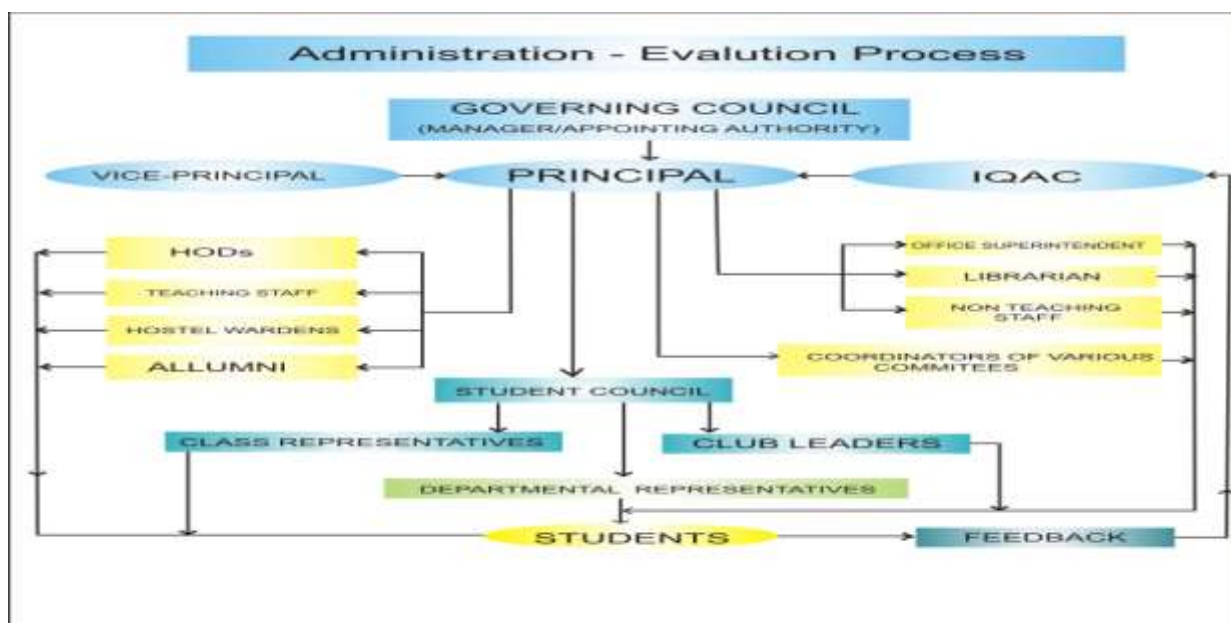 Administration - Evalution Process
GOVERNING COUNCIL
(MANAGER/APPOINTING AUTHORITY)
VICE-PRINCIPAL
PRINCIPAL
IQAC
HODs
TEACHING STAFF
HOSTEL WARDENS
ALLUMNI
OFFICE SUPERINTENDENT
LIBRARIAN
NON TEACHING
STAFF
COORDINATORS OF VARIOUS
COMMITEES
STUDENT COUNCIL
CLASS REPRESENTATIVES
CLUB LEADERS
DEPARTMENTAL REPRESENTATIVES
STUDENTS
FEEDBACK